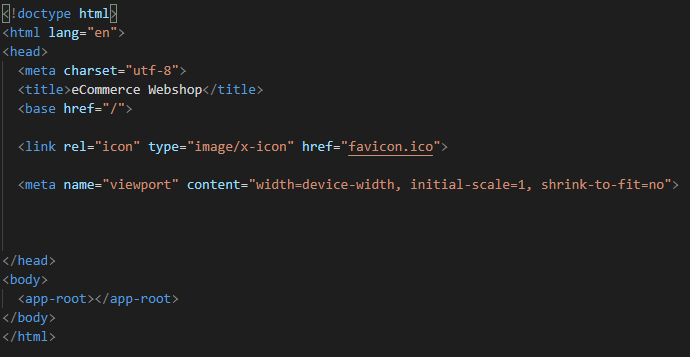 <!doctype html>
<html lang="en">
<head>
  <meta charset="utf-8">
  <title>eCommerce Webshop</title>
  <base href="/">
  <link rel="icon" type="image/x-icon" href="favicon.ico">
  <meta name="viewport" content="width=device-width, initial-scale=1, shrink-to-fit=no">
</head>
<body>
  <app-root></app-root>
</body>
</html>